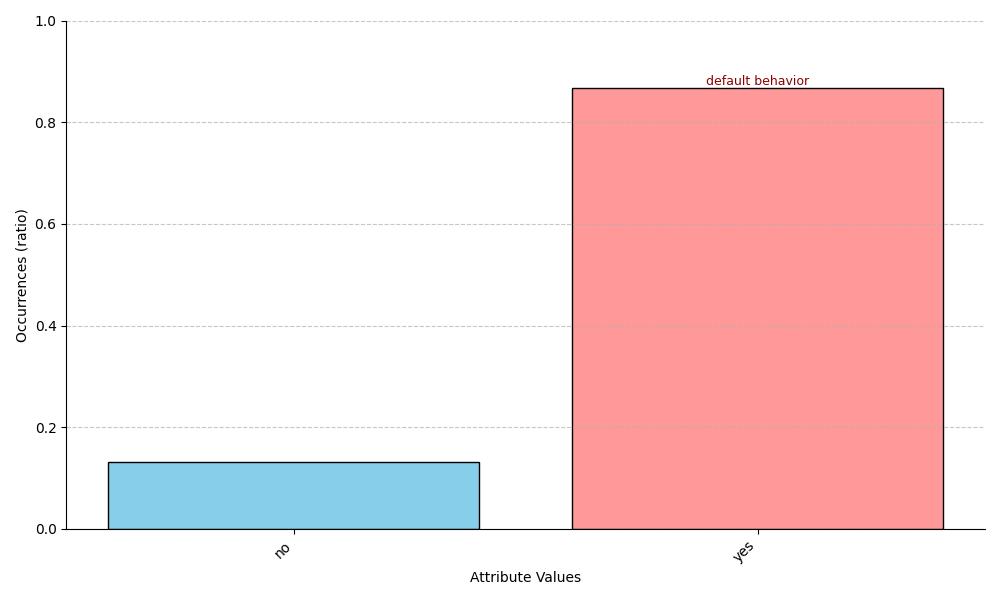 1.0
default behavior
0.8
0.6
0.4
0.2
0.0
Occurrences (ratio)
no
yes
Attribute Values